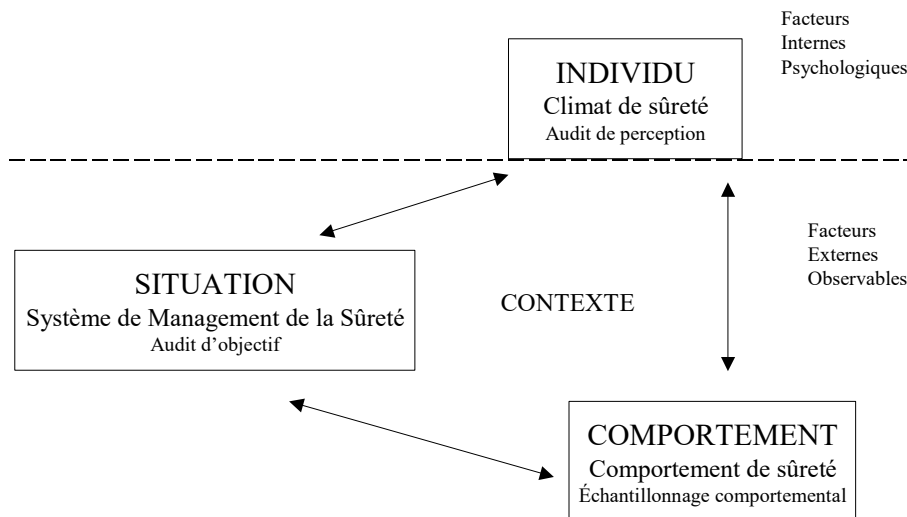 Facteurs
Internes
Psychologiques
INDIVIDU
Climat de sûreté
Audit de perception
Facteurs
Externes
Observables
SITUATION
Système de Management de la Sûreté
Audit d’objectif
CONTEXTE
COMPORTEMENT
Comportement de sûreté
Échantillonnage comportemental